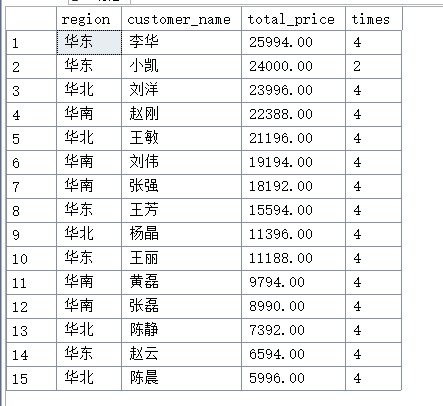 region customer_name total_price times
1 华东 李华 25994.00 4
2 华东 小凯 24000.00 2
3 华北 刘洋 23996.00 4
4 华南 赵刚 22388.00 4
5 华北 王敏 21196.00 4
6 华南 刘伟 19194.00 4
7 华南 张强 18192.00 4
8 华东 王芳 15594.00 4
9 华北 杨晶 11396.00 4
10 华东 王丽 11188.00 4
11 华南 黄磊 9794.00 4
12 华南 张磊 8990.00 4
13 华北 陈静 7392.00 4
14 华东 赵云 6594.00 4
15 华北 陈晨 5996.00 4